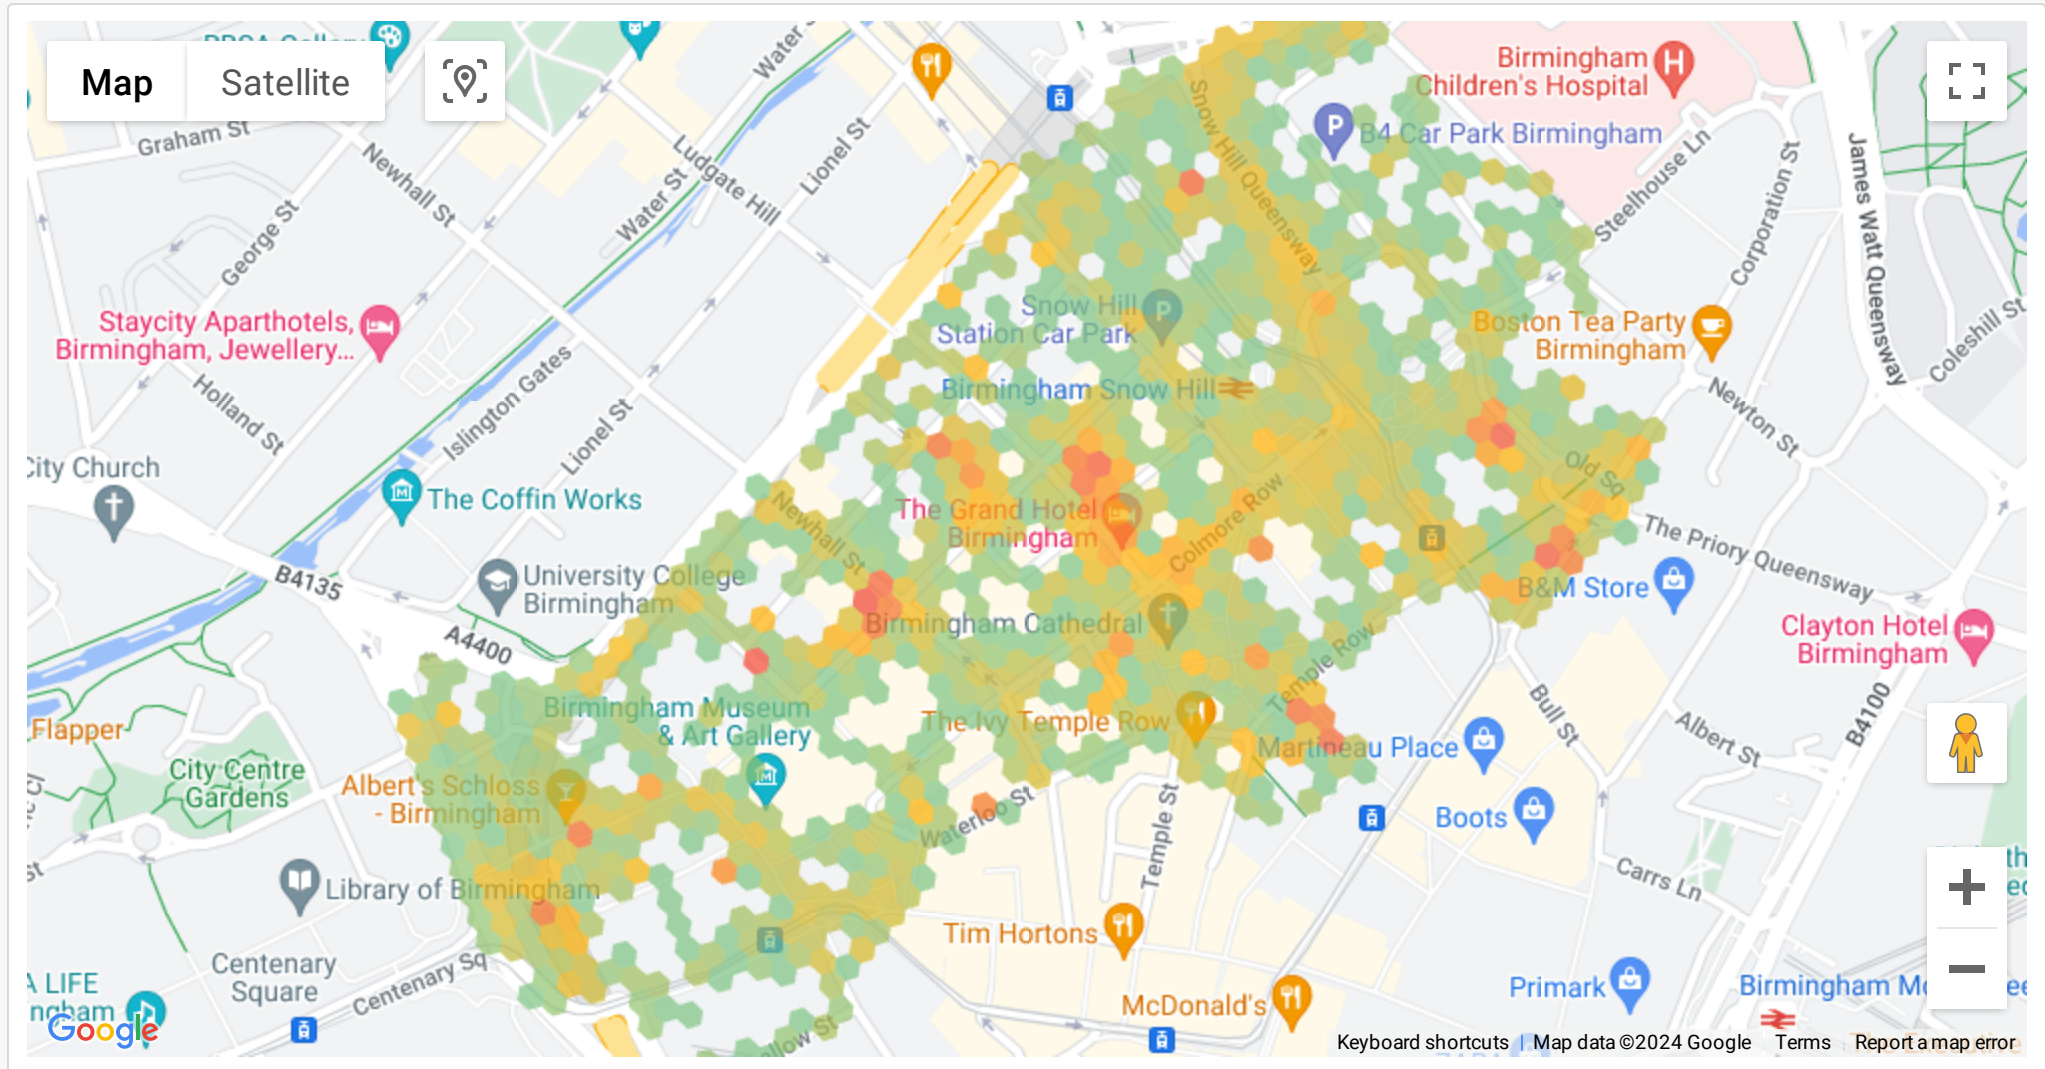 Map
Satellite
Water S
Birmingham
Children's Hospital
Graham St
Newhall St
Ludgate Hill
Lionel St
Water St
Snow Hill Queensway
B4 Car Park Birmingham
Steelhouse Ln
Corporation St
James Watt Queensway
George St
Staycity Aparthotels,
Birmingham, Jewellery...
Snow Hill
Station Car Park
Boston Tea Party
Birmingham
Coleshill St
Holland St
Islington Gates
Lionel St
Birmingham Snow Hill
Newton St
City Church
The Coffin Works
Newhall St
The Grand Hotel
Birmingham
Colmore Row
Old Sq
The Priory Queensway
B4135
University College
Birmingham
B&M Store
A4400
Birmingham Cathedral
Temple Row
Clayton Hotel
Birmingham
Flapper
Birmingham Museum
& Art Gallery
The Ivy Temple Row
Martineau Place
Bull St
Albert St
B4100
City Centre
Gardens
Albert's Schloss
- Birmingham
Waterloo St
Temple St
Boots
Library of Birmingham
Carrs Ln
Tim Hortons
Centenary
Square
Centenary Sq
McDonald's
Primark
Birmingham Mo
A LIFE
ngham
Google
allow St
Keyboard shortcuts
Map data ©2024 Google
Terms
Report a map error